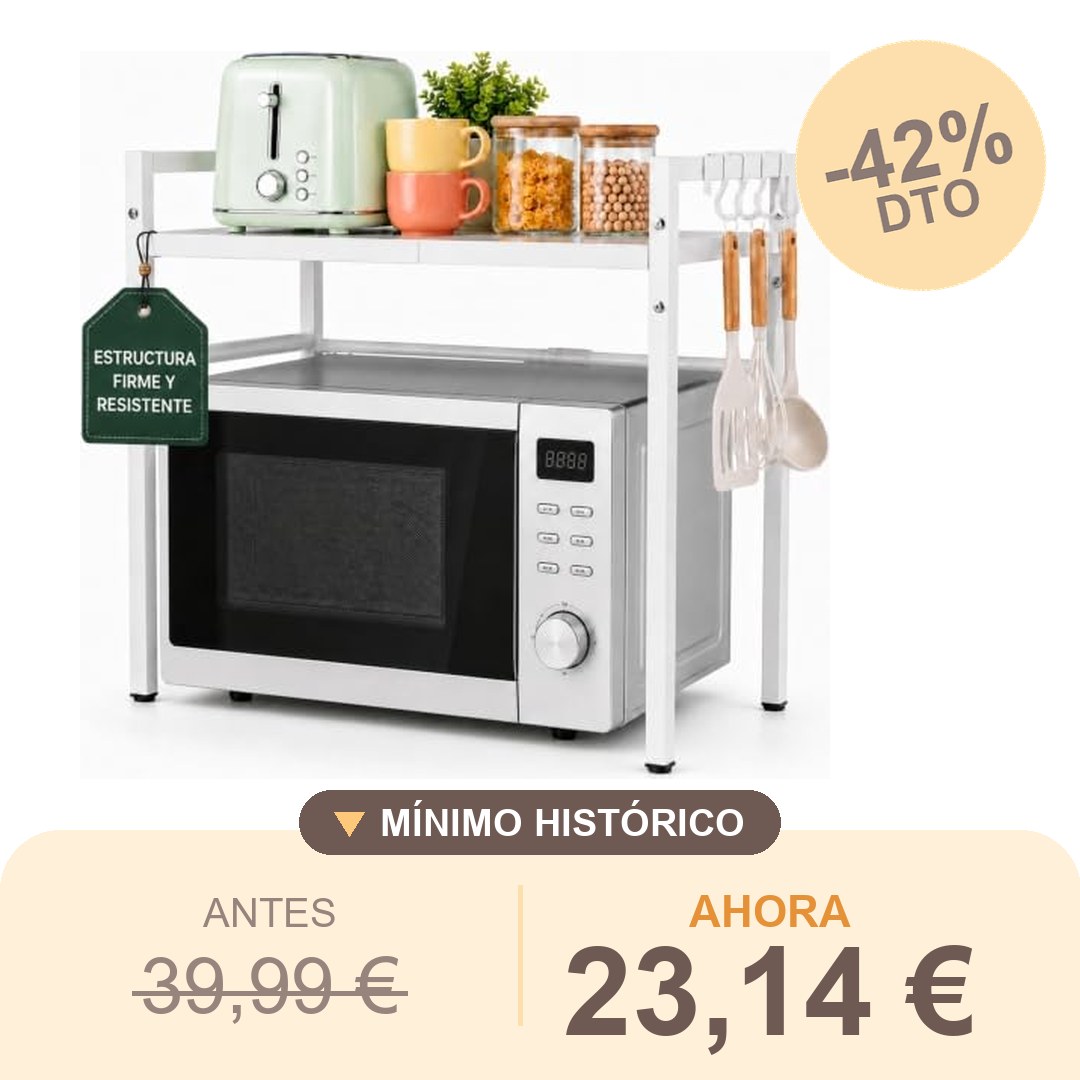 -42%
DTO
ESTRUCTURA
FIRME Y
RESISTENTE
8888
MÍNIMO HISTÓRICO
ANTES
39,99 €
AHORA
23,14 €